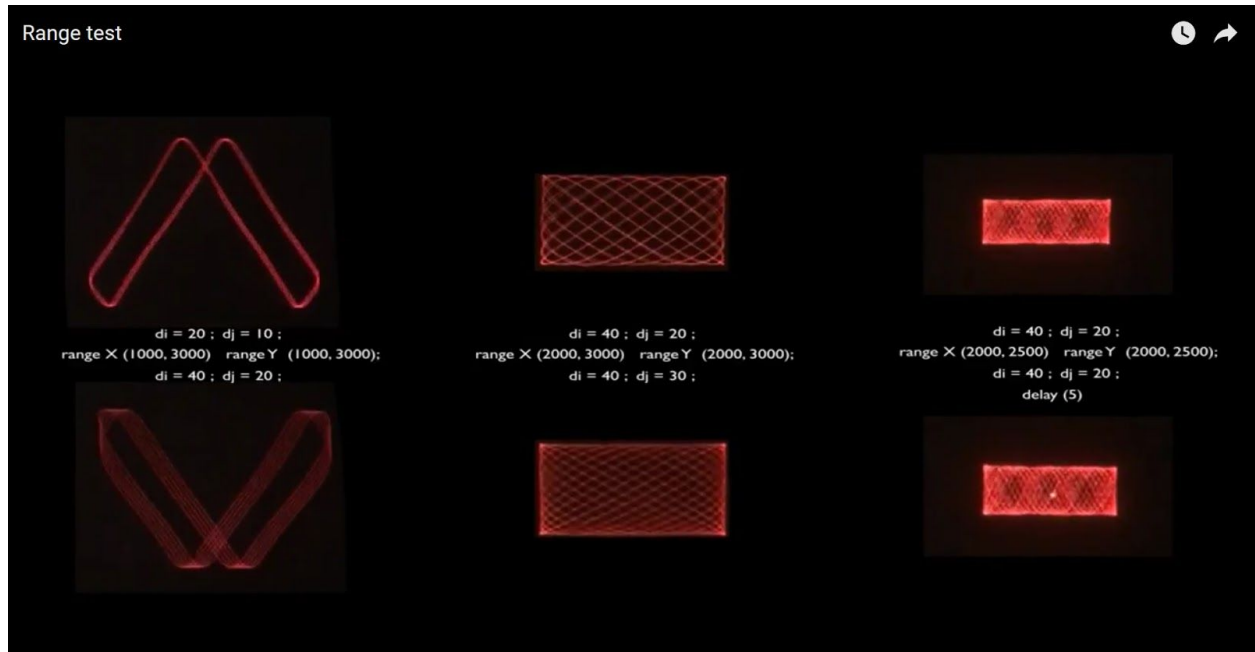 Range test
di = 20 ; dj = 10 ;
range X (1000, 3000) range Y (1000, 3000);
di = 40 ; dj = 20 ;
di = 40 ; dj = 20 ;
range X (2000, 3000) range Y (2000, 3000);
di = 40 ; dj = 30 ;
di = 40 ; dj = 20 ;
range X (2000, 2500) range Y (2000, 2500);
di = 40 ; dj = 20 ;
delay (5)